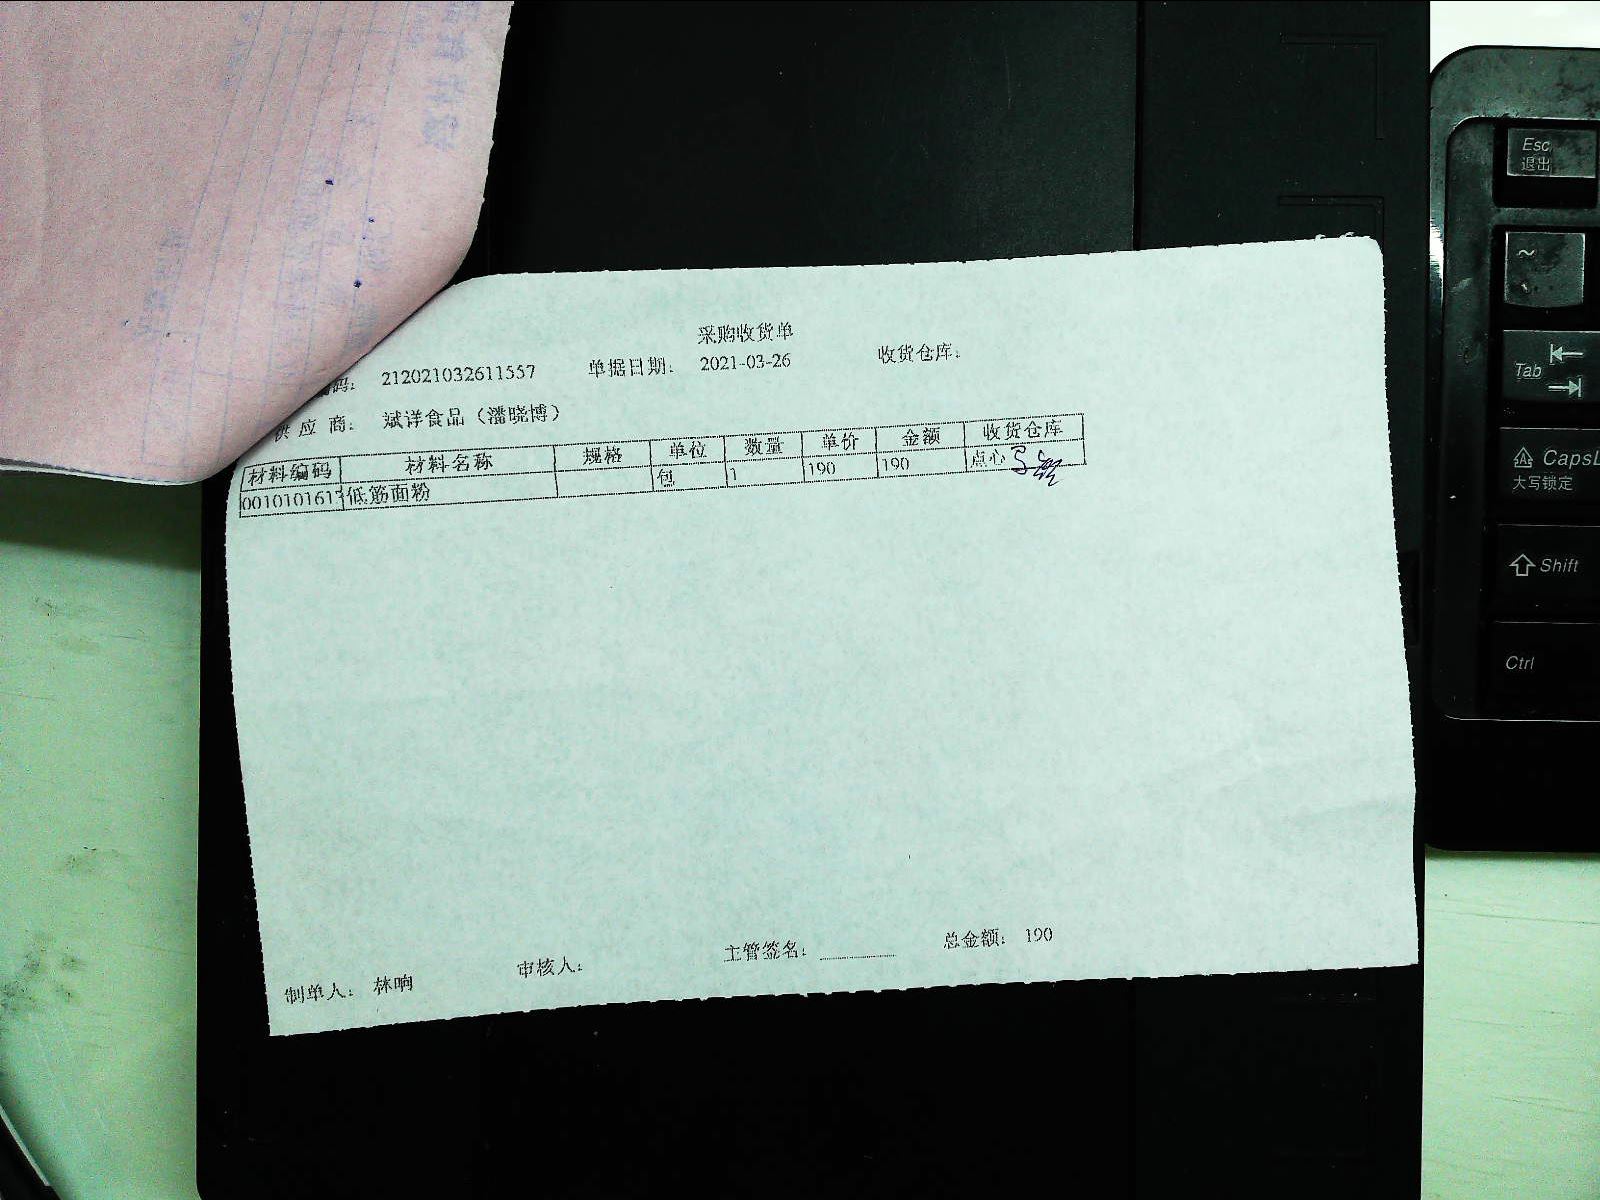 采购收货单
码： 212021032611557 单据日期： 2021-03-26 收货仓库：
供 应 商： 斌详食品（潘晓博）
材料编码 材料名称 规格 单位 数量 单价 金额 收货仓库
0010101613 低筋面粉 包 1 190 190 点心
制单人： 林响 审核人： 主管签名： 总金额： 190
Esc
退出
~
Tab
CapsL
大写锁定
Shift
Ctrl